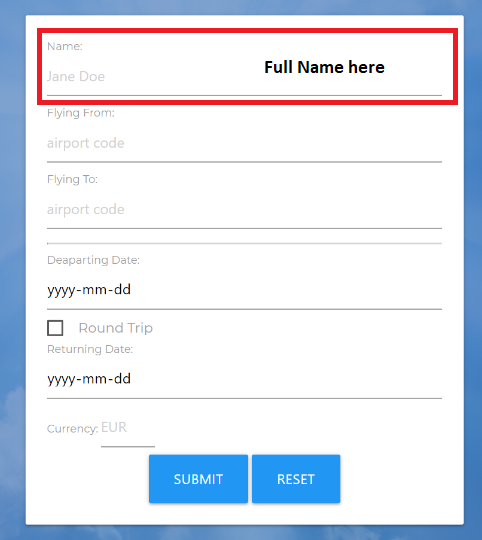 Name:
Jane Doe
Full Name here
Flying From:
airport code
Flying To:
airport code
Deaparting Date:
yyyy-mm-dd
Round Trip
Returning Date:
yyyy-mm-dd
Currency: EUR
SUBMIT RESET